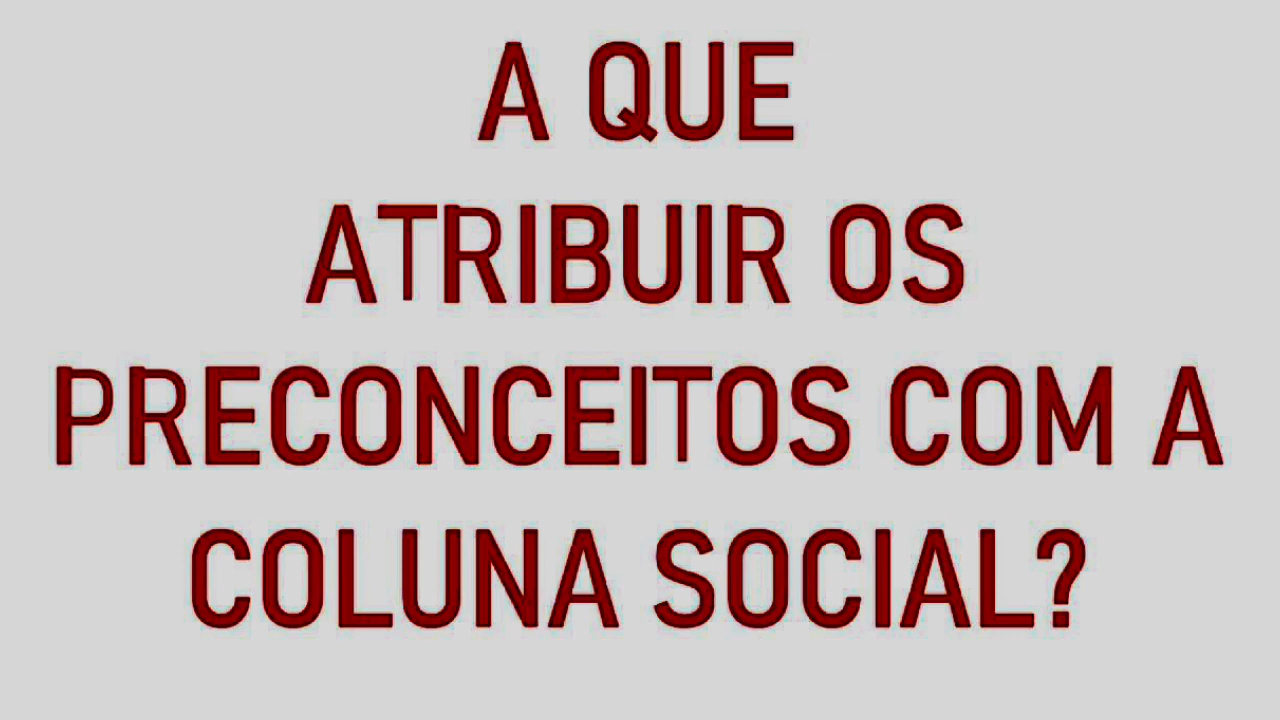 A QUE
ATRIBUIR OS
PRECONCEITOS COM A
COLUNA SOCIAL?